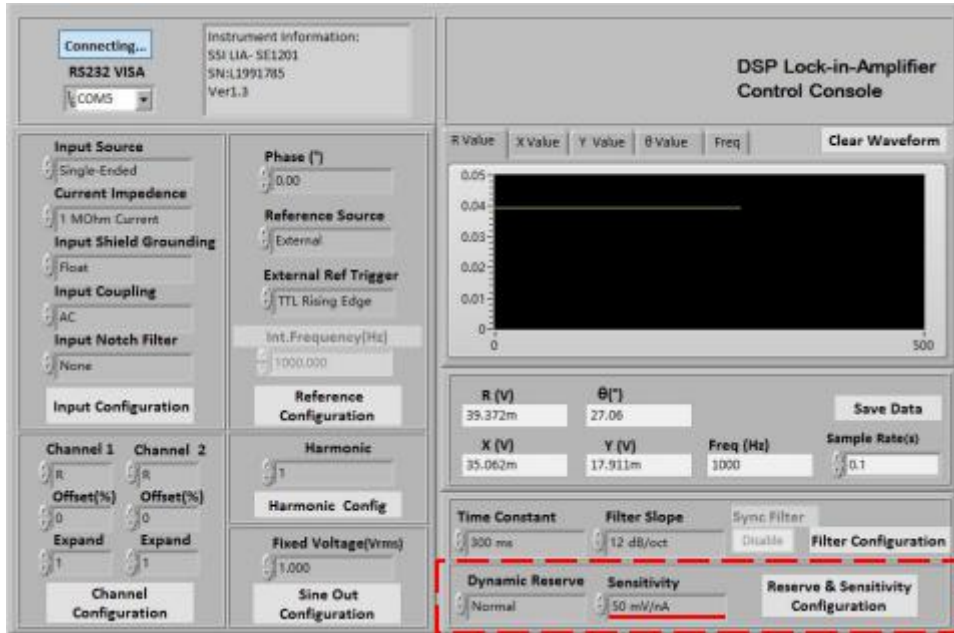 Connecting...
RS232 VISA
COM5
Instrument Information:
SSI LIA- SE1201
SN:L1991785
Ver1.3
DSP Lock-in-Amplifier
Control Console
Input Source
Single-Ended
Current Impedence
1 MOhm Current
Input Shield Grounding
Float
Input Coupling
AC
Input Notch Filter
None
Input Configuration
Phase (°)
0.00
Reference Source
External
External Ref Trigger
TTL Rising Edge
Int.Frequency(Hz)
1000.000
Reference
Configuration
Channel 1 Channel 2
R R
Offset(%) Offset(%)
0 0
Expand Expand
1 1
Channel
Configuration
Harmonic
1
Harmonic Config
Fixed Voltage(Vrms)
1.000
Sine Out
Configuration
R Value X Value Y Value θ Value Freq Clear Waveform
0.05
0.04
0.03
0.02
0.01
0
0 500
R (V) θ(°)
39.372m 27.06
Save Data
X (V) Y (V) Freq (Hz) Sample Rate(s)
35.062m 17.911m 1000 0.1
Time Constant Filter Slope Sync Filter
300 ms 12 dB/oct Disable Filter Configuration
Dynamic Reserve Sensitivity
Normal 50 mV/nA
Reserve & Sensitivity
Configuration